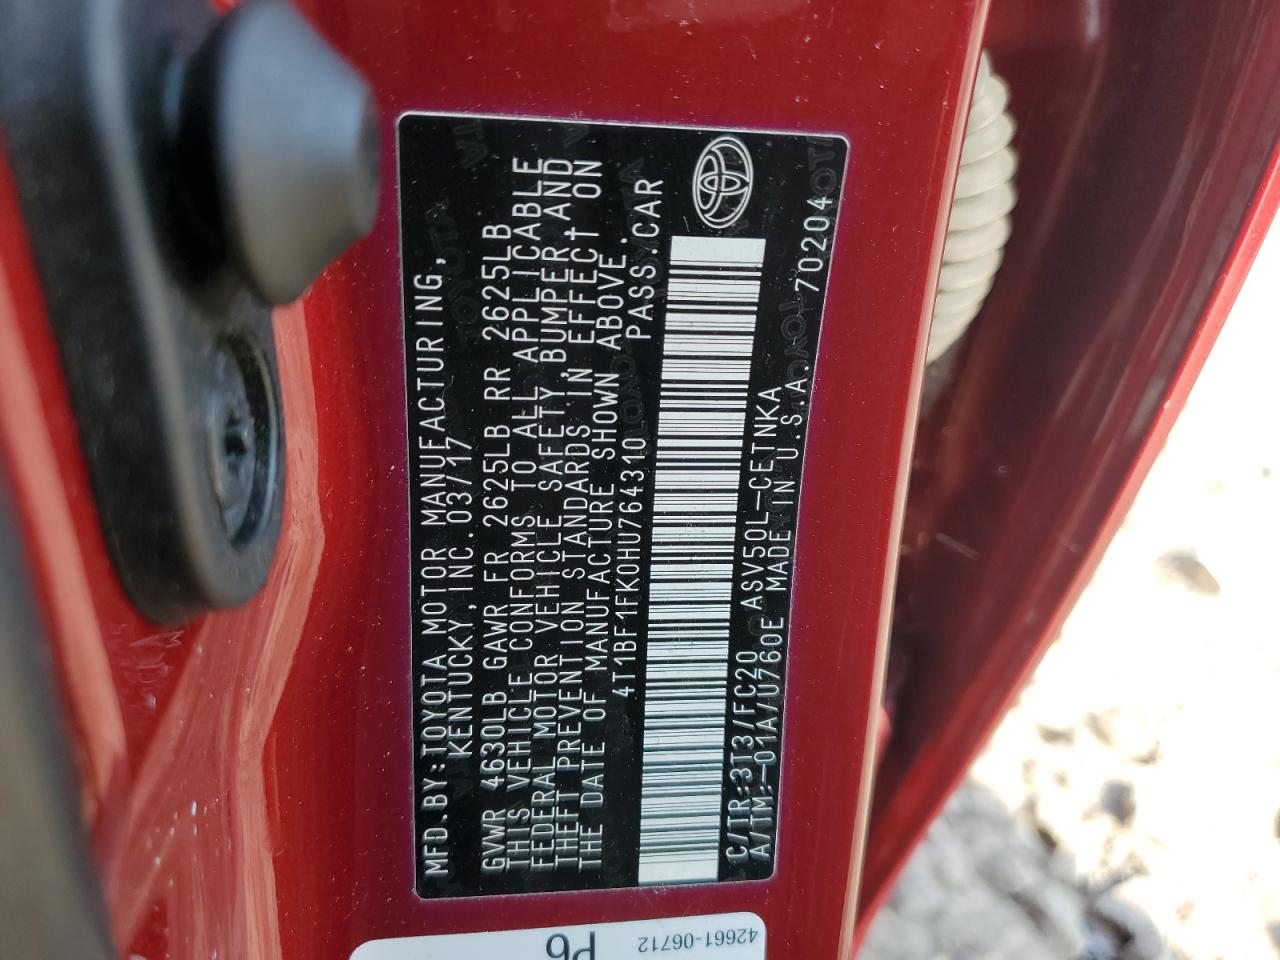 MFD.BY:TOYOTA MOTOR MANUFACTURING,
KENTUCKY,INC.03/17
GVWR 4630LB GAWR FR 2625LB RR 2625LB
THIS VEHICLE CONFORMS TO ALL APPLICABLE
FEDERAL MOTOR VEHICLE SAFETY,BUMPER,AND
THEFT PREVENTION STANDARDS IN EFFECT ON
THE DATE OF MANUFACTURE SHOWN ABOVE.
4T1BF1FK0HU764310 PASS.CAR
C/TR:3T3/FC20 ASV50L-CETNKA
A/TM:-01A/U760E MADE IN U.S.A. 70204
P6
42661-06712